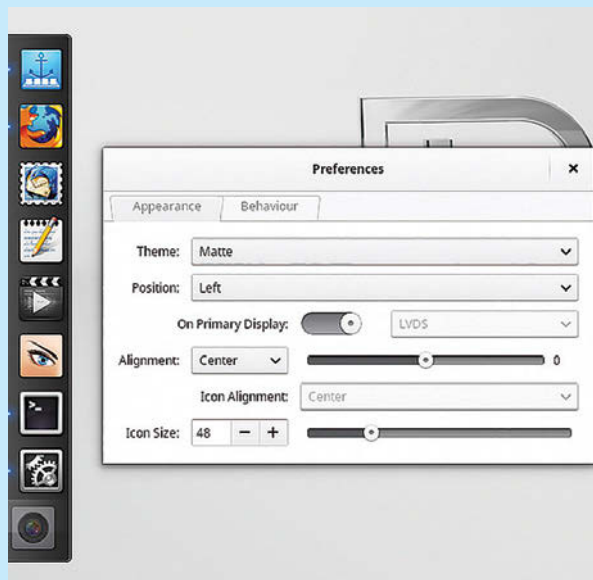 Preferences ×
Appearance Behaviour
Theme: Matte
Position: Left
On Primary Display: LVDS
Alignment: Center 0
Icon Alignment: Center
Icon Size: 48 − +
>_